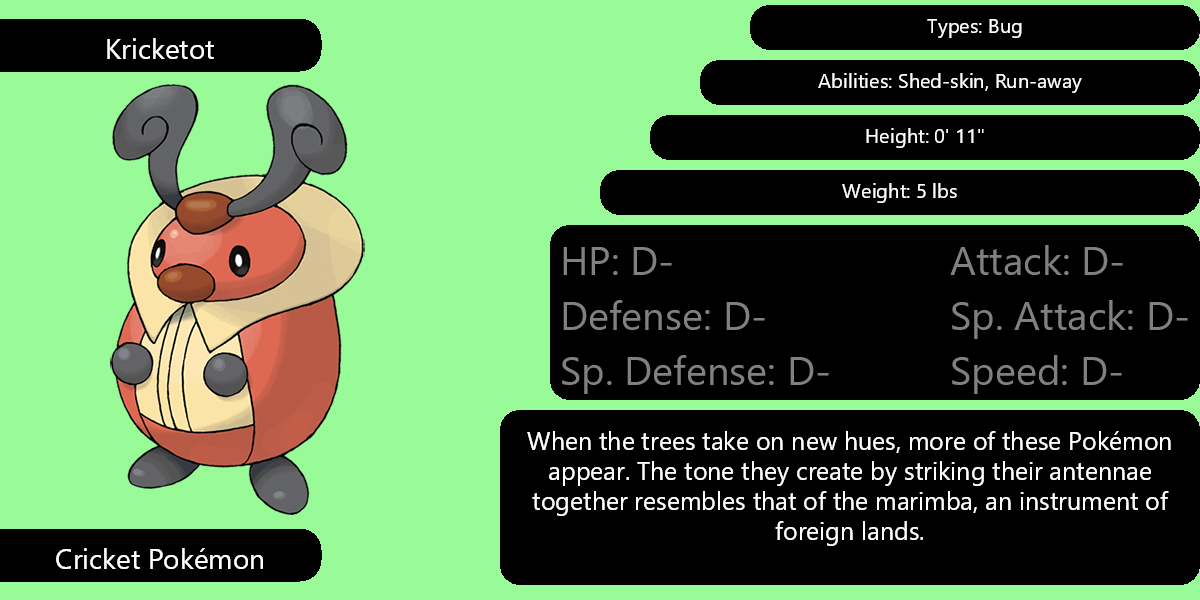 Kricketot
Types: Bug
Abilities: Shed-skin, Run-away
Height: 0' 11"
Weight: 5 lbs
HP: D-
Attack: D-
Defense: D-
Sp. Attack: D-
Sp. Defense: D-
Speed: D-
When the trees take on new hues, more of these Pokémon
appear. The tone they create by striking their antennae
together resembles that of the marimba, an instrument of
foreign lands.
Cricket Pokémon